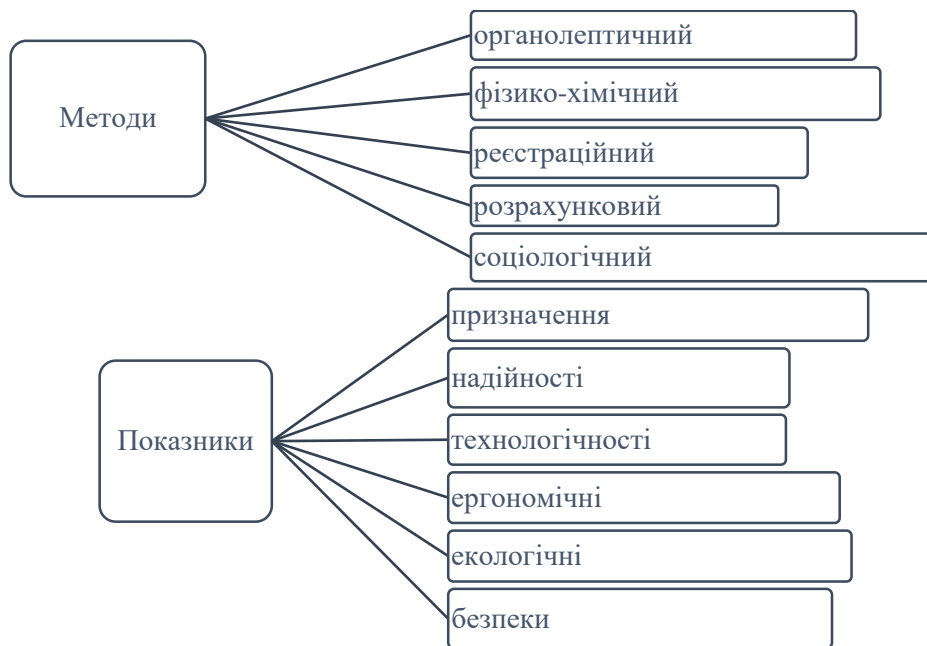 Методи
органолептичний
фізико-хімічний
реєстраційний
розрахунковий
соціологічний
Показники
призначення
надійності
технологічності
ергономічні
екологічні
безпеки